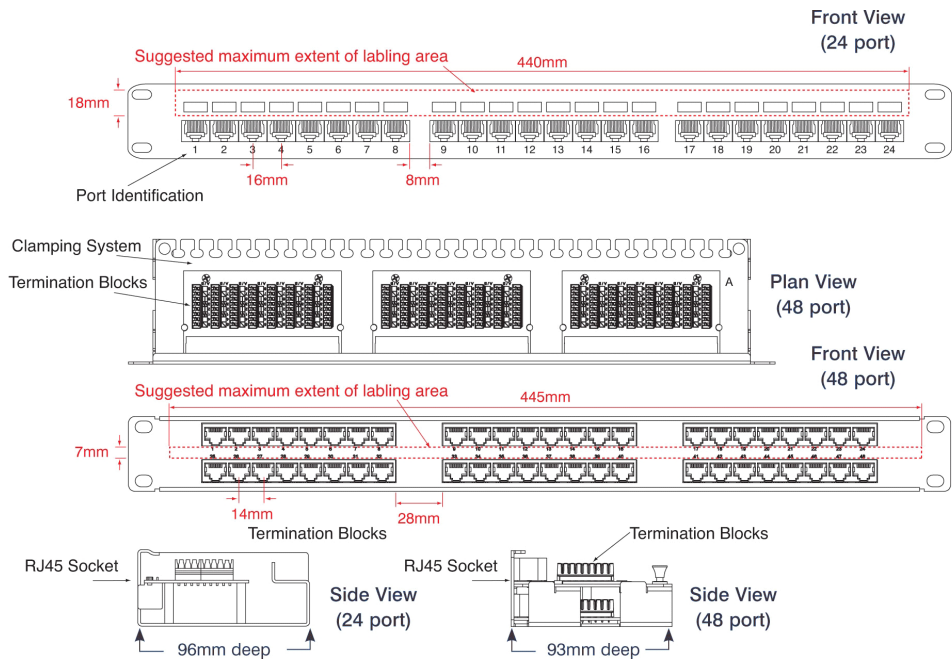 Front View
(24 port)
Suggested maximum extent of labling area
440mm
18mm
1 2 3 4 5 6 7 8 9 10 11 12 13 14 15 16 17 18 19 20 21 22 23 24
16mm
8mm
Port Identification
Clamping System
Termination Blocks
A
Plan View
(48 port)
Front View
(48 port)
Suggested maximum extent of labling area
445mm
7mm
14mm
28mm
Termination Blocks
Termination Blocks
RJ45 Socket
RJ45 Socket
Side View
(24 port)
Side View
(48 port)
96mm deep
93mm deep